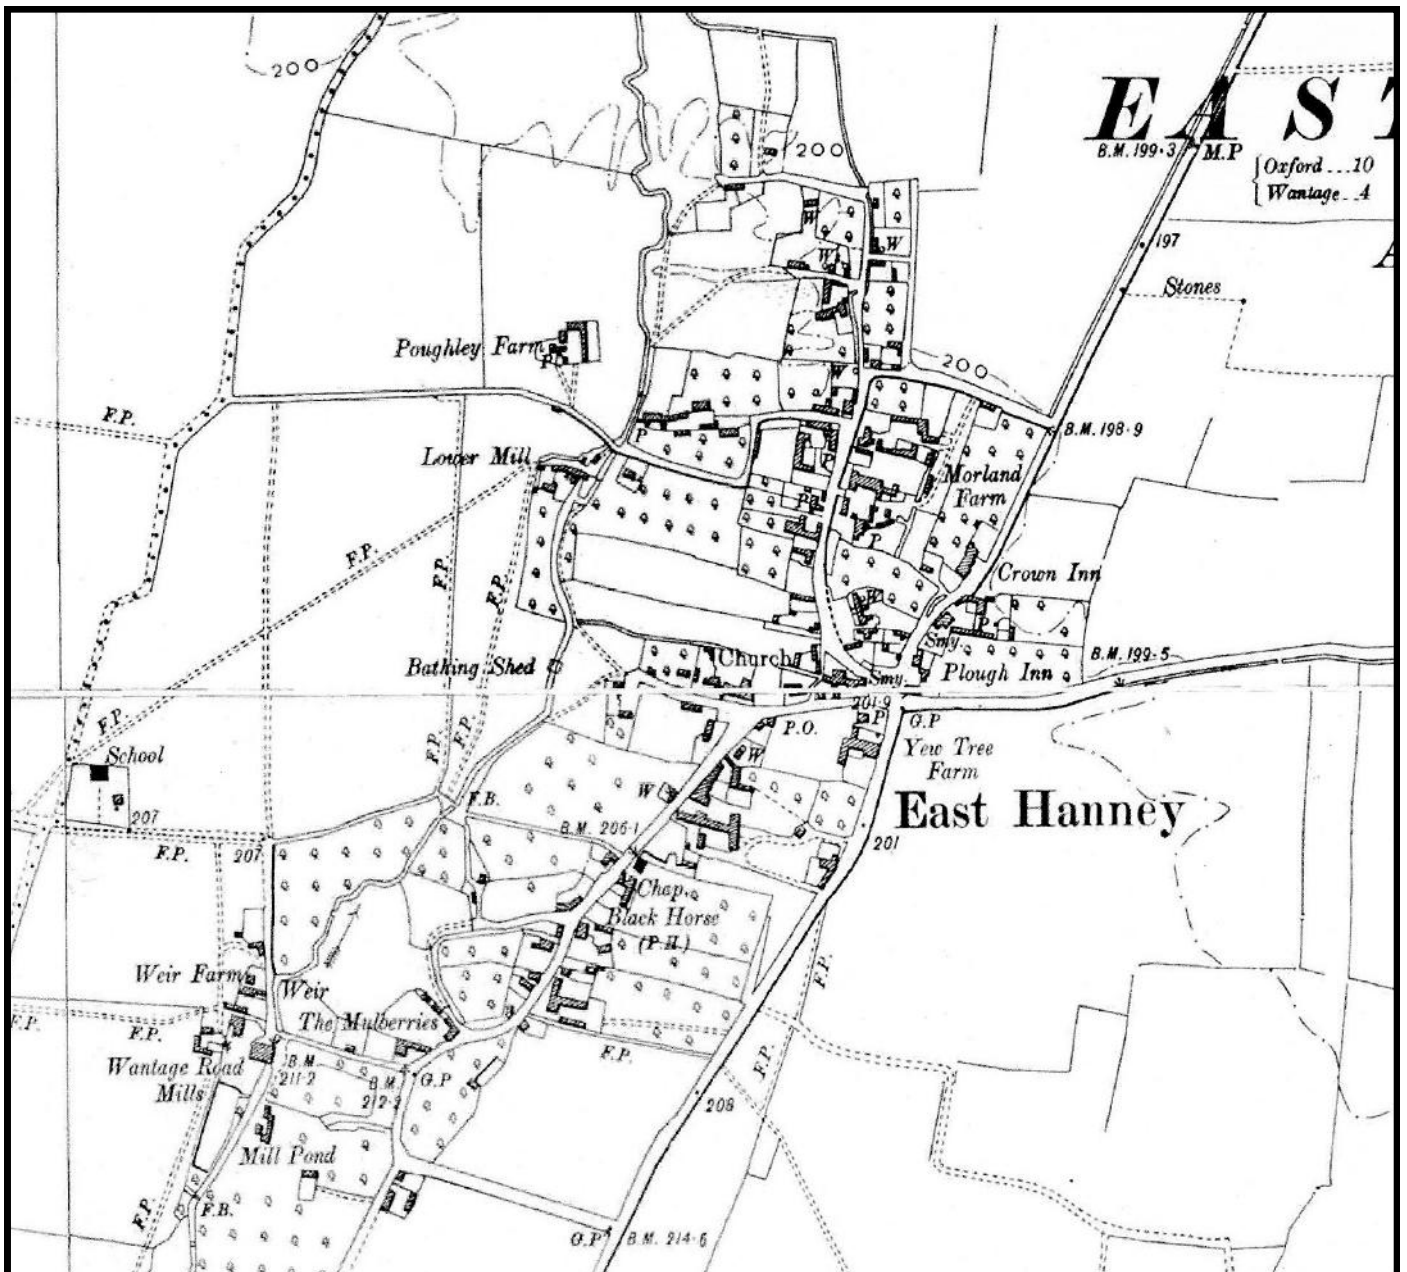 200
200
EAST
B.M. 199·3
M.P
Oxford ... 10
Wantage .. 4
A
W
W
197
W
Stones
Poughley Farm
P
200
W
F.P.
B.M. 198·9
P
Lower Mill
P
Morland
Farm
P
F.P.
F.P.
F.P.
P
Crown Inn
W
P
Smy.
Church
B.M. 199·5
Bathing Shed
Smy.
Plough Inn
201·9
F.P.
P.O.
P
G.P
F.P.
F.P.
Yew Tree
Farm
School
W
W
F.B.
East Hanney
207
B.M. 206·1
F.P.
207
201
Chap.
Black Horse
(P.H.)
Weir Farm
Weir
F.P.
F.P.
F.P.
The Mulberries
F.P.
F.P.
Wantage Road
Mills
B.M.
211·2
B.M.
212·2
G.P
208
Mill Pond
F.P.
F.B.
G.P
B.M. 214·6